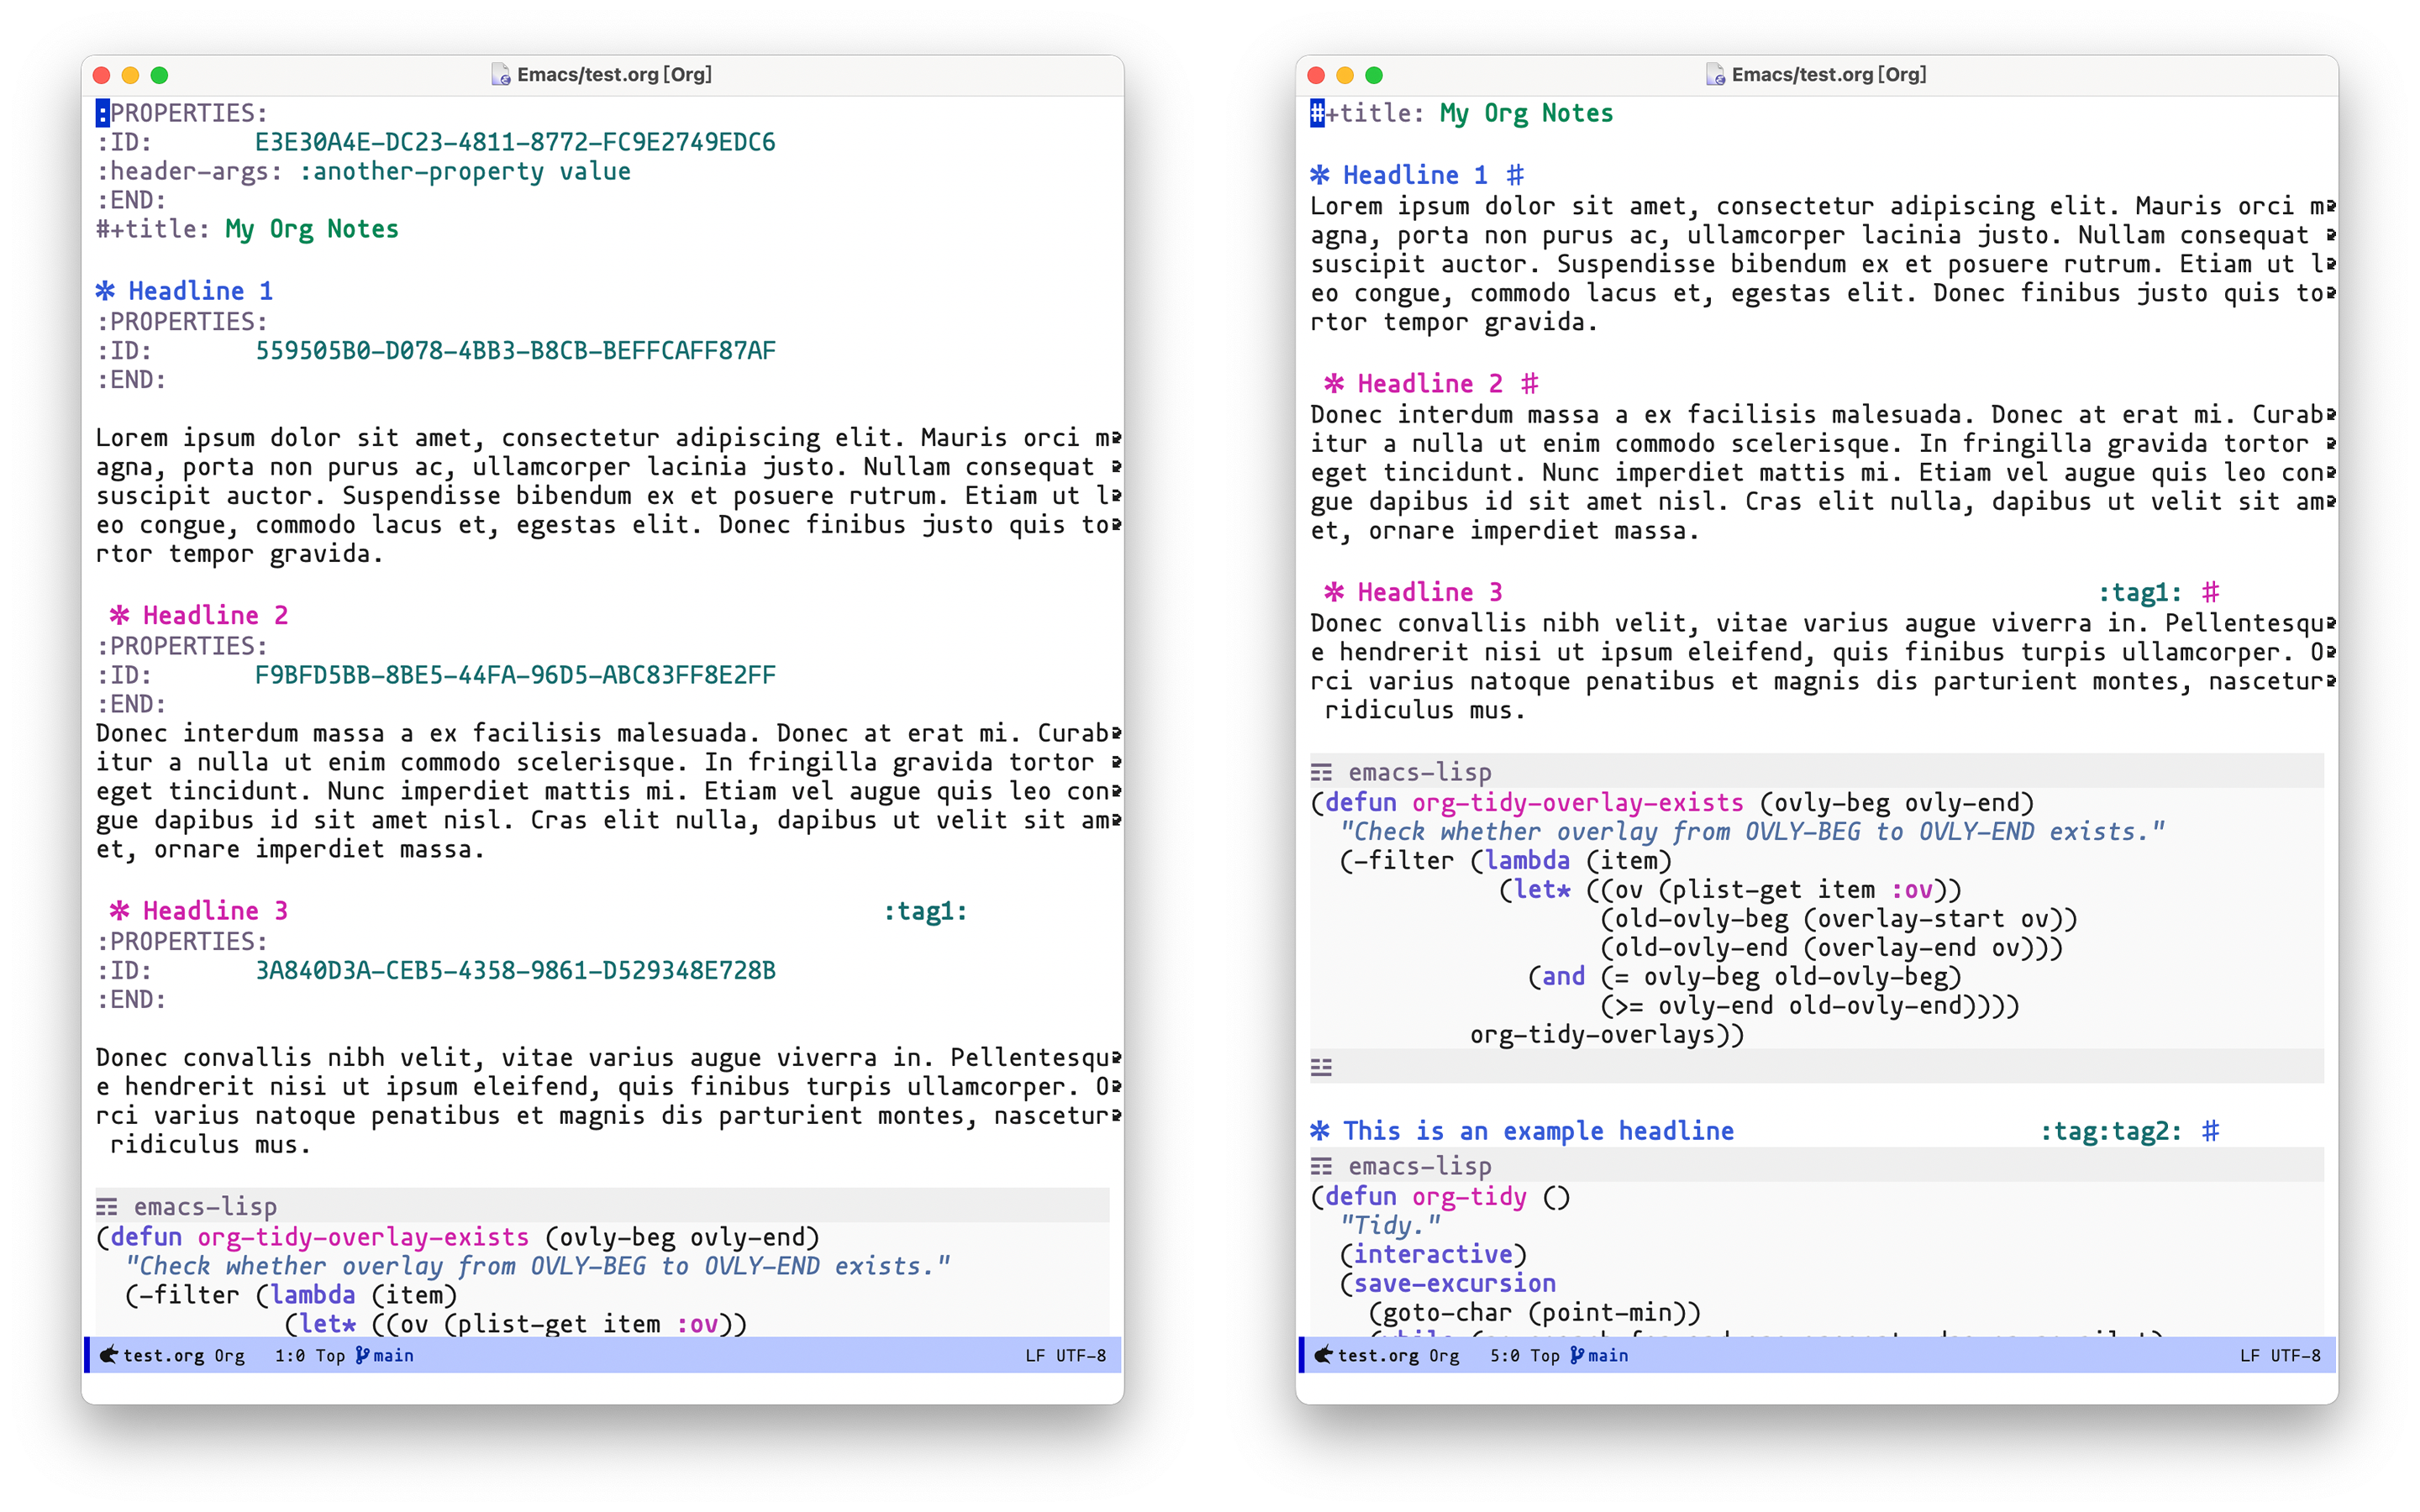 Emacs/test.org [Org]
:PROPERTIES:
:ID:       E3E30A4E-DC23-4811-8772-FC9E2749EDC6
:header-args: :another-property value
:END:
#+title: My Org Notes
* Headline 1
:PROPERTIES:
:ID:       559505B0-D078-4BB3-B8CB-BEFFCAFF87AF
:END:
Lorem ipsum dolor sit amet, consectetur adipiscing elit. Mauris orci m
agna, porta non purus ac, ullamcorper lacinia justo. Nullam consequat
suscipit auctor. Suspendisse bibendum ex et posuere rutrum. Etiam ut l
eo congue, commodo lacus et, egestas elit. Donec finibus justo quis to
rtor tempor gravida.
* Headline 2
:PROPERTIES:
:ID:       F9BFD5BB-8BE5-44FA-96D5-ABC83FF8E2FF
:END:
Donec interdum massa a ex facilisis malesuada. Donec at erat mi. Curab
itur a nulla ut enim commodo scelerisque. In fringilla gravida tortor
eget tincidunt. Nunc imperdiet mattis mi. Etiam vel augue quis leo con
gue dapibus id sit amet nisl. Cras elit nulla, dapibus ut velit sit am
et, ornare imperdiet massa.
* Headline 3 :tag1:
:PROPERTIES:
:ID:       3A840D3A-CEB5-4358-9861-D529348E728B
:END:
Donec convallis nibh velit, vitae varius augue viverra in. Pellentesqu
e hendrerit nisi ut ipsum eleifend, quis finibus turpis ullamcorper. O
rci varius natoque penatibus et magnis dis parturient montes, nascetur
ridiculus mus.
emacs-lisp
(defun org-tidy-overlay-exists (ovly-beg ovly-end)
"Check whether overlay from OVLY-BEG to OVLY-END exists."
(-filter (lambda (item)
(let* ((ov (plist-get item :ov))
test.org Org 1:0 Top main LF UTF-8
Emacs/test.org [Org]
#+title: My Org Notes
* Headline 1 #
Lorem ipsum dolor sit amet, consectetur adipiscing elit. Mauris orci m
agna, porta non purus ac, ullamcorper lacinia justo. Nullam consequat
suscipit auctor. Suspendisse bibendum ex et posuere rutrum. Etiam ut l
eo congue, commodo lacus et, egestas elit. Donec finibus justo quis to
rtor tempor gravida.
* Headline 2 #
Donec interdum massa a ex facilisis malesuada. Donec at erat mi. Curab
itur a nulla ut enim commodo scelerisque. In fringilla gravida tortor
eget tincidunt. Nunc imperdiet mattis mi. Etiam vel augue quis leo con
gue dapibus id sit amet nisl. Cras elit nulla, dapibus ut velit sit am
et, ornare imperdiet massa.
* Headline 3 :tag1: #
Donec convallis nibh velit, vitae varius augue viverra in. Pellentesqu
e hendrerit nisi ut ipsum eleifend, quis finibus turpis ullamcorper. O
rci varius natoque penatibus et magnis dis parturient montes, nascetur
ridiculus mus.
emacs-lisp
(defun org-tidy-overlay-exists (ovly-beg ovly-end)
"Check whether overlay from OVLY-BEG to OVLY-END exists."
(-filter (lambda (item)
(let* ((ov (plist-get item :ov))
(old-ovly-beg (overlay-start ov))
(old-ovly-end (overlay-end ov)))
(and (= ovly-beg old-ovly-beg)
(>= ovly-end old-ovly-end))))
org-tidy-overlays))
* This is an example headline :tag:tag2: #
emacs-lisp
(defun org-tidy ()
"Tidy."
(interactive)
(save-excursion
(goto-char (point-min))
test.org Org 5:0 Top main LF UTF-8